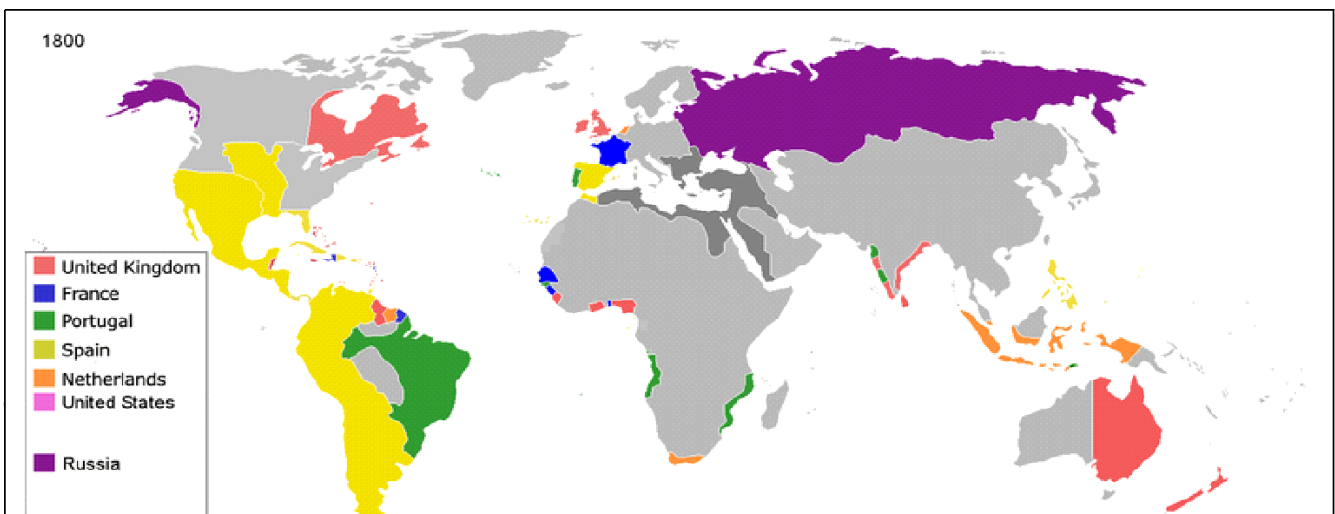 1800
United Kingdom
France
Portugal
Spain
Netherlands
United States
Russia